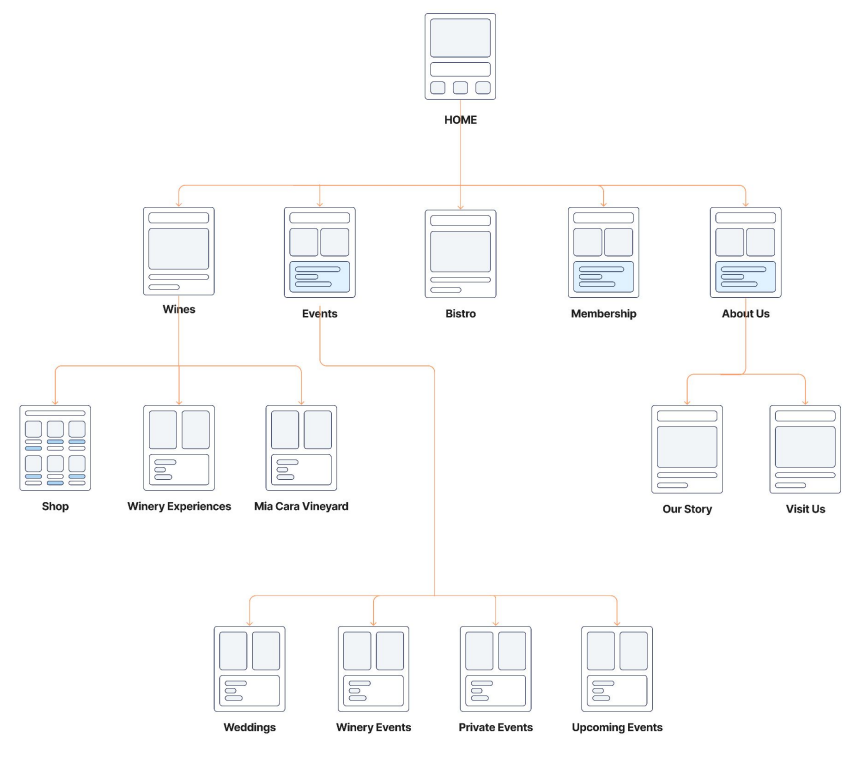 HOME
Wines
Events
Bistro
Membership
About Us
Shop
Winery Experiences
Mia Cara Vineyard
Our Story
Visit Us
Weddings
Winery Events
Private Events
Upcoming Events